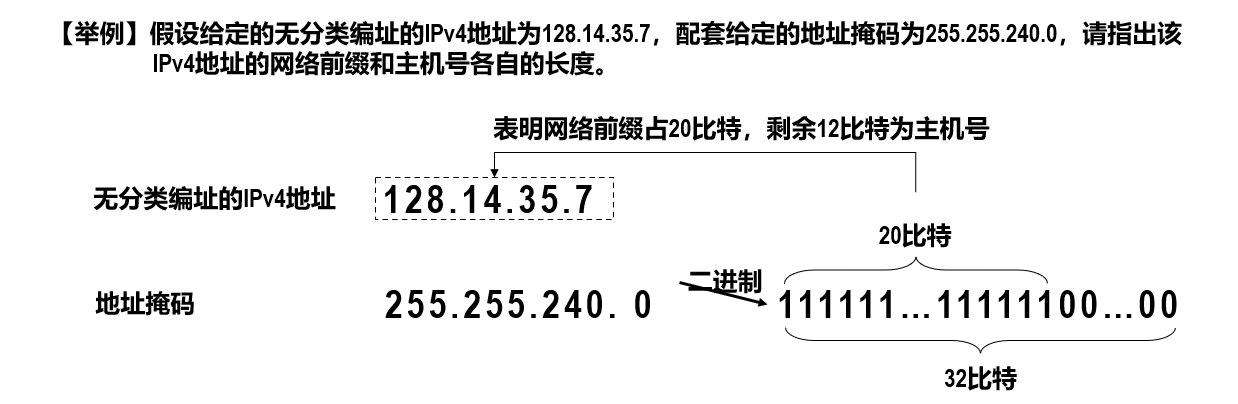 【举例】假设给定的无分类编址的IPv4地址为128.14.35.7，配套给定的地址掩码为255.255.240.0，请指出该
IPv4地址的网络前缀和主机号各自的长度。
表明网络前缀占20比特，剩余12比特为主机号
无分类编址的IPv4地址 128.14.35.7
20比特
地址掩码 255.255.240. 0 二进制 111111...1111100...00
32比特